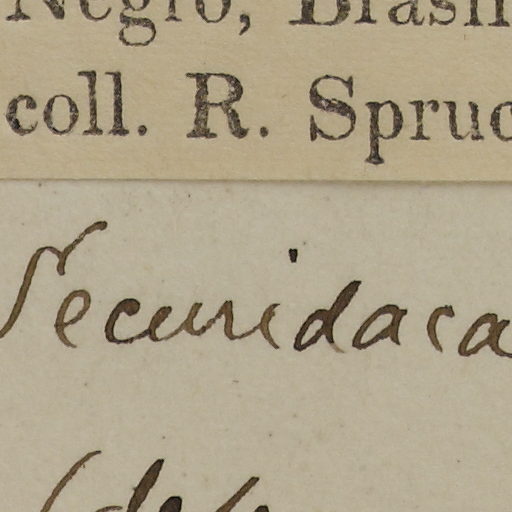 Negro, Brasil
coll. R. Spruc
Securidaca